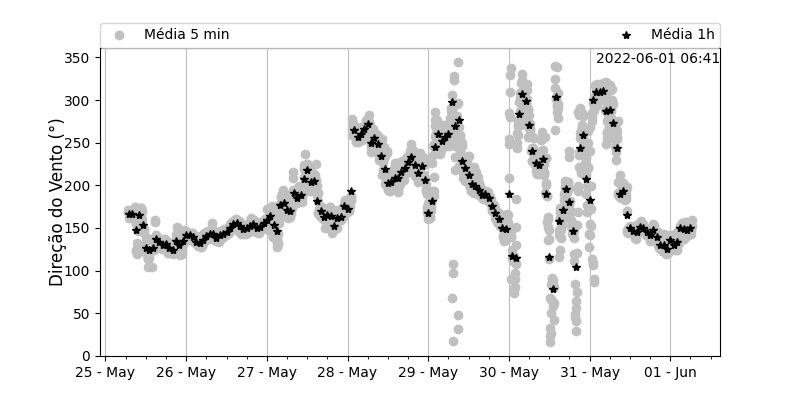 Média 5 min
Média 1h
2022-06-01 06:41
Direção do Vento (°)
350
300
250
200
150
100
50
0
25 - May
26 - May
27 - May
28 - May
29 - May
30 - May
31 - May
01 - Jun